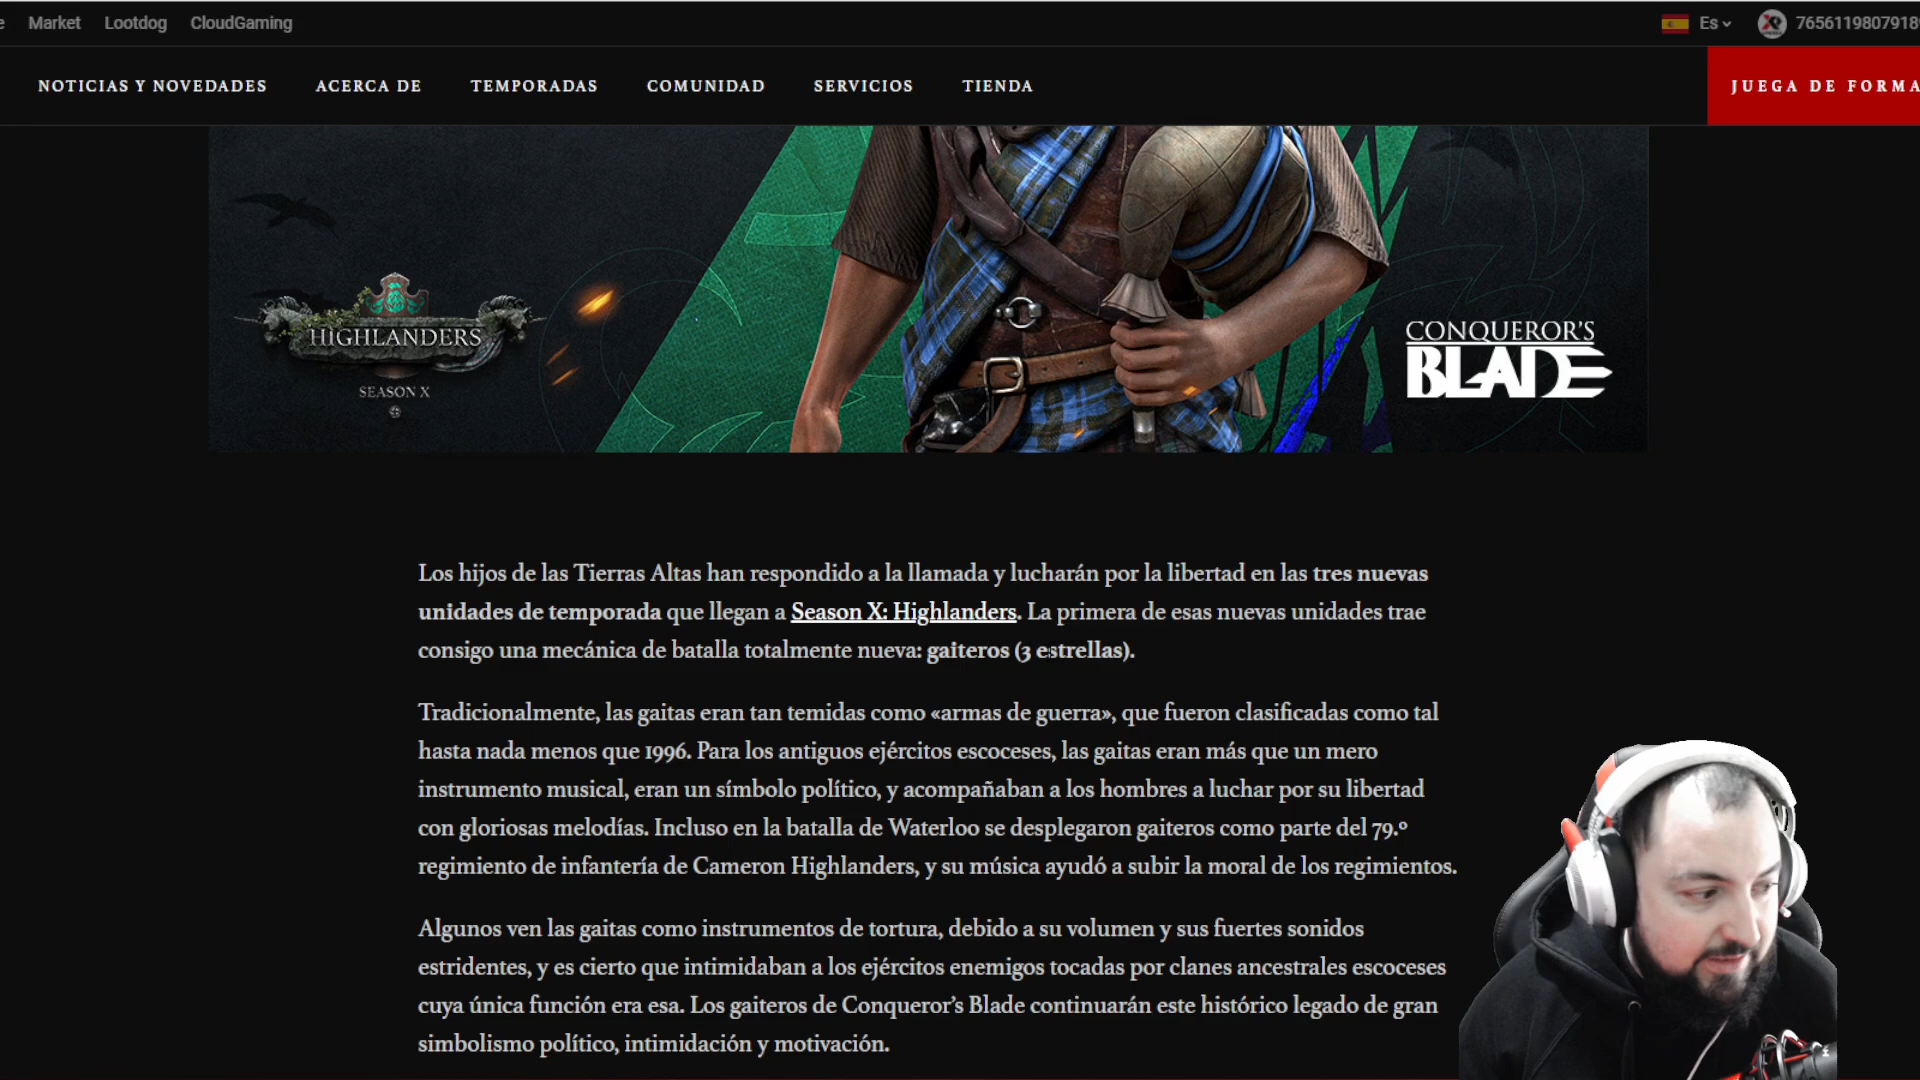 Market Lootdog CloudGaming Es 7656119807918
NOTICIAS Y NOVEDADES ACERCA DE TEMPORADAS COMUNIDAD SERVICIOS TIENDA JUEGA DE FORMA
HIGHLANDERS
SEASON X
CONQUEROR'S
BLADE
Los hijos de las Tierras Altas han respondido a la llamada y lucharán por la libertad en las tres nuevas
unidades de temporada que llegan a Season X: Highlanders. La primera de esas nuevas unidades trae
consigo una mecánica de batalla totalmente nueva: gaiteros (3 estrellas).
Tradicionalmente, las gaitas eran tan temidas como «armas de guerra», que fueron clasificadas como tal
hasta nada menos que 1996. Para los antiguos ejércitos escoceses, las gaitas eran más que un mero
instrumento musical, eran un símbolo político, y acompañaban a los hombres a luchar por su libertad
con gloriosas melodías. Incluso en la batalla de Waterloo se desplegaron gaiteros como parte del 79.º
regimiento de infantería de Cameron Highlanders, y su música ayudó a subir la moral de los regimientos.
Algunos ven las gaitas como instrumentos de tortura, debido a su volumen y sus fuertes sonidos
estridentes, y es cierto que intimidaban a los ejércitos enemigos tocadas por clanes ancestrales escoceses
cuya única función era esa. Los gaiteros de Conqueror's Blade continuarán este histórico legado de gran
simbolismo político, intimidación y motivación.